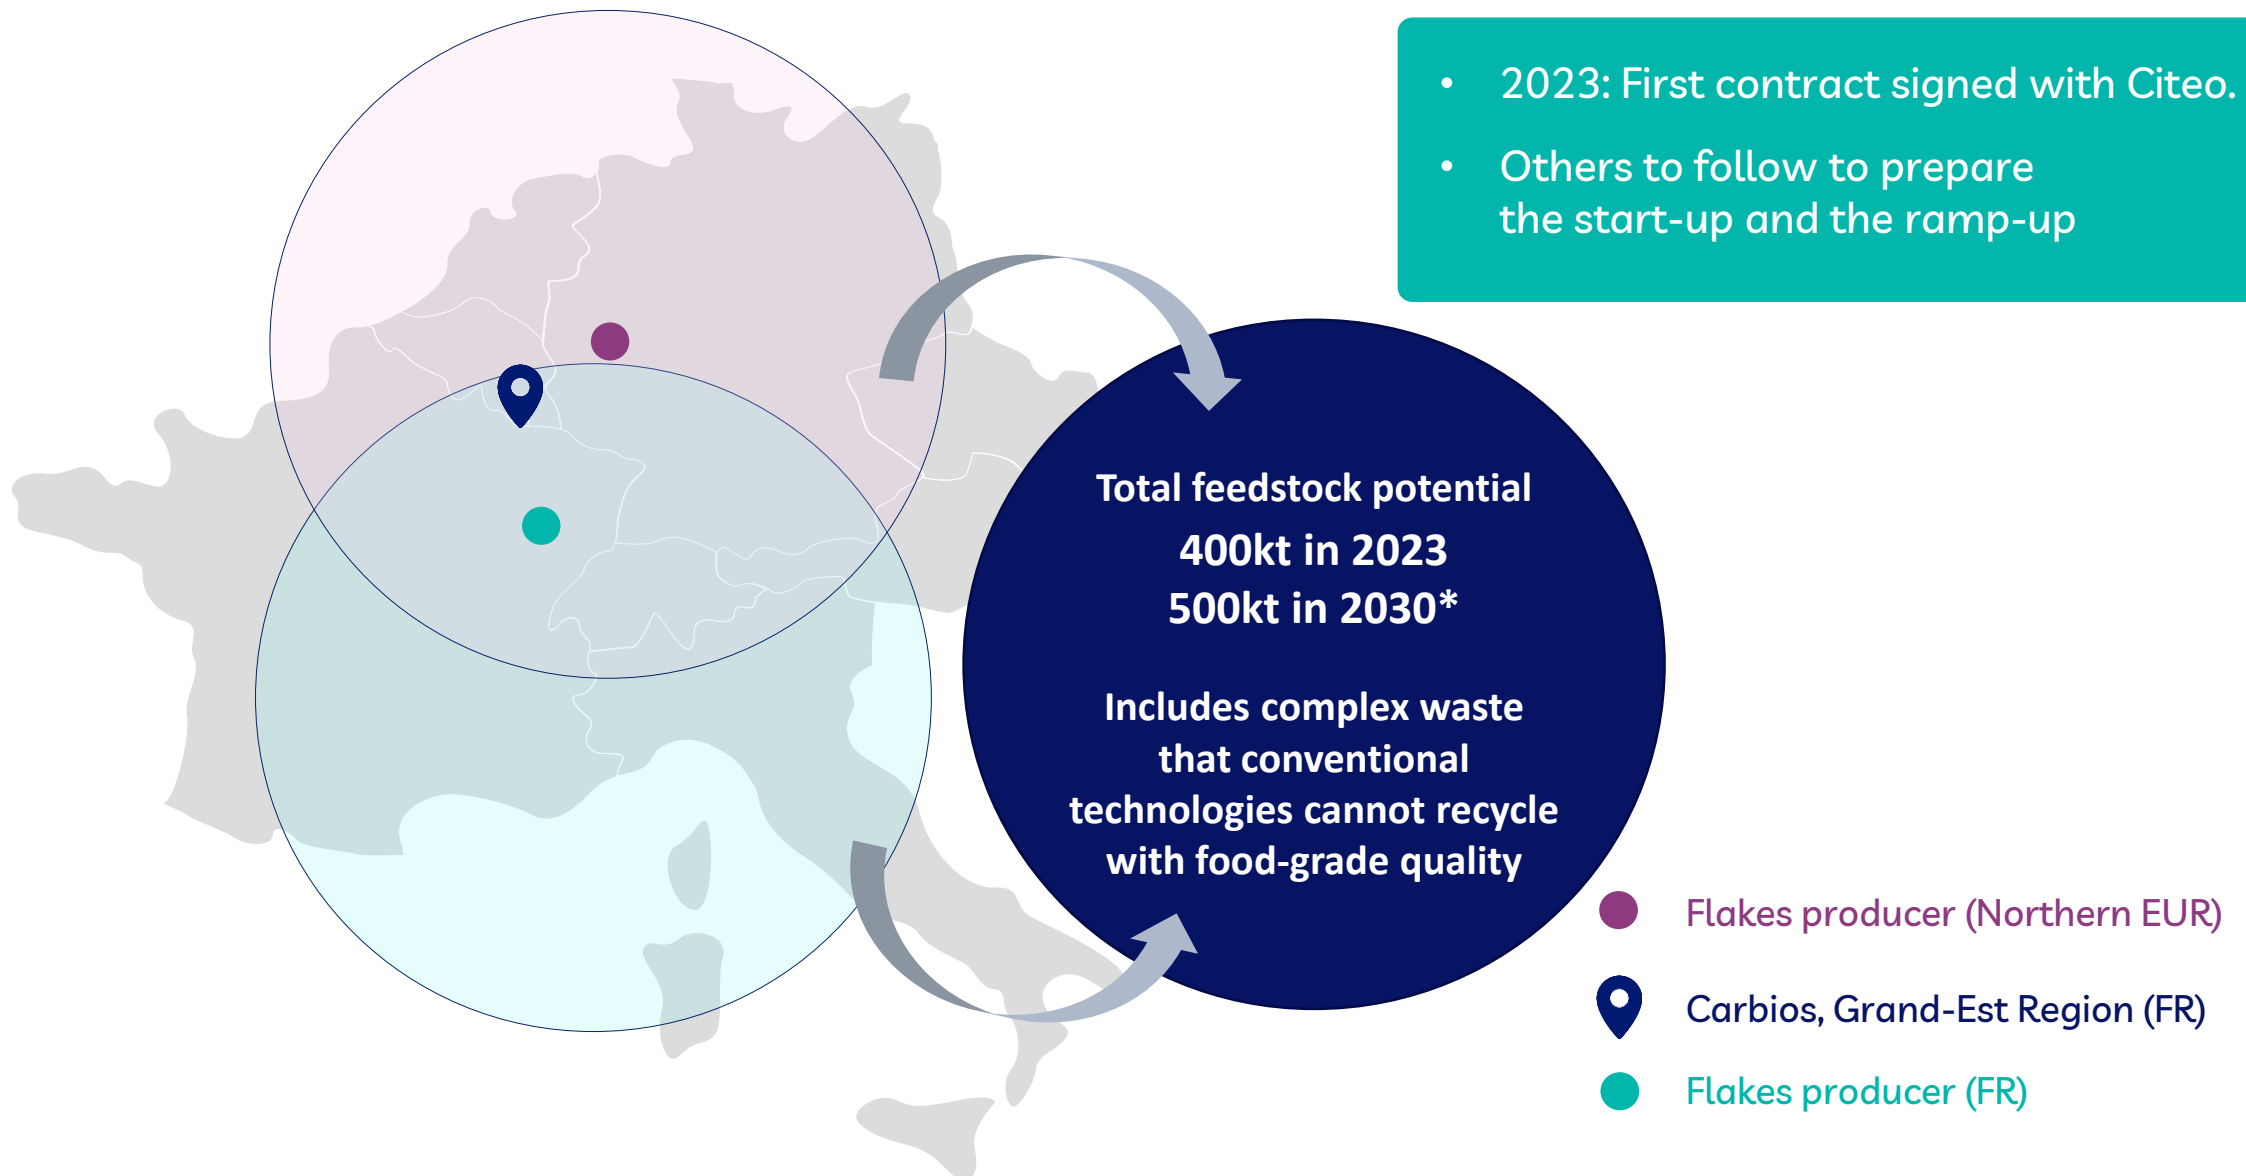 • 2023: First contract signed with Citeo.
• Others to follow to prepare
the start-up and the ramp-up
Total feedstock potential
400kt in 2023
500kt in 2030*
Includes complex waste
that conventional
technologies cannot recycle
with food-grade quality
Flakes producer (Northern EUR)
Carbios, Grand-Est Region (FR)
Flakes producer (FR)